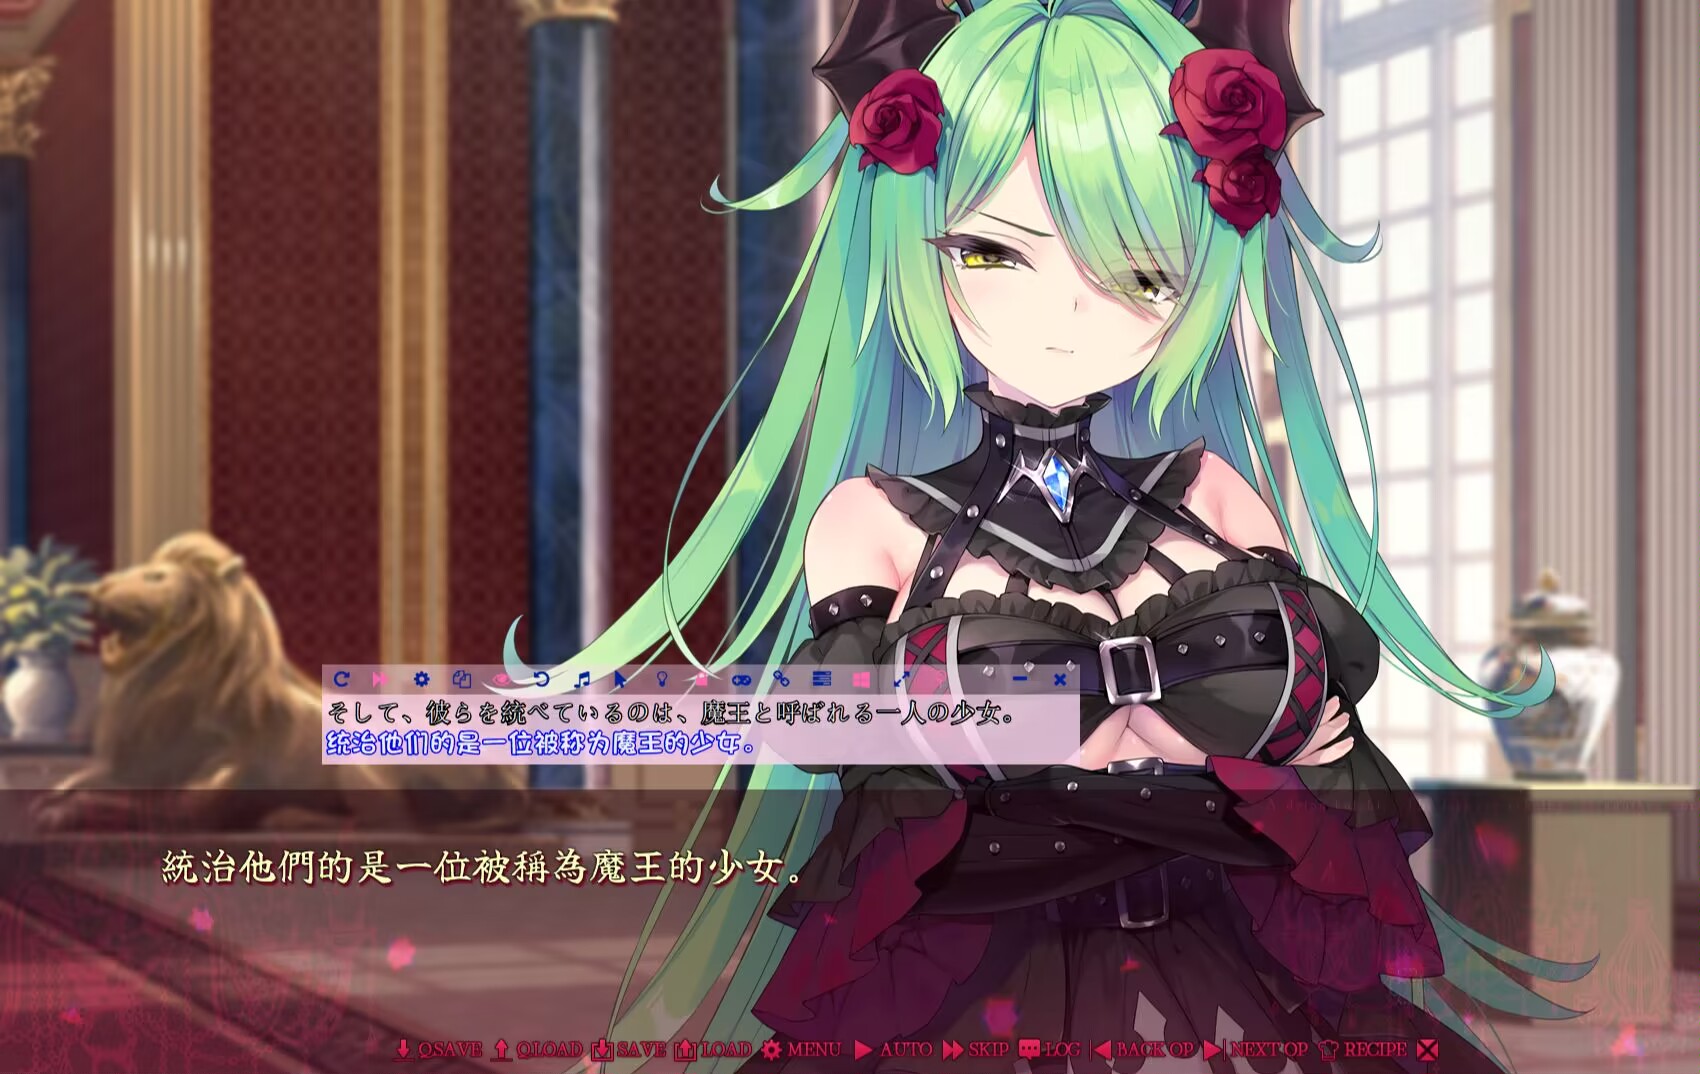 そして、彼らを統べているのは、魔王と呼ばれる一人の少女。
统治他们的是一位被称为魔王的少女。
統治他們的是一位被稱為魔王的少女。
QSAVE QLOAD SAVE LOAD MENU AUTO SKIP LOG BACK OP NEXT OP RECIPE